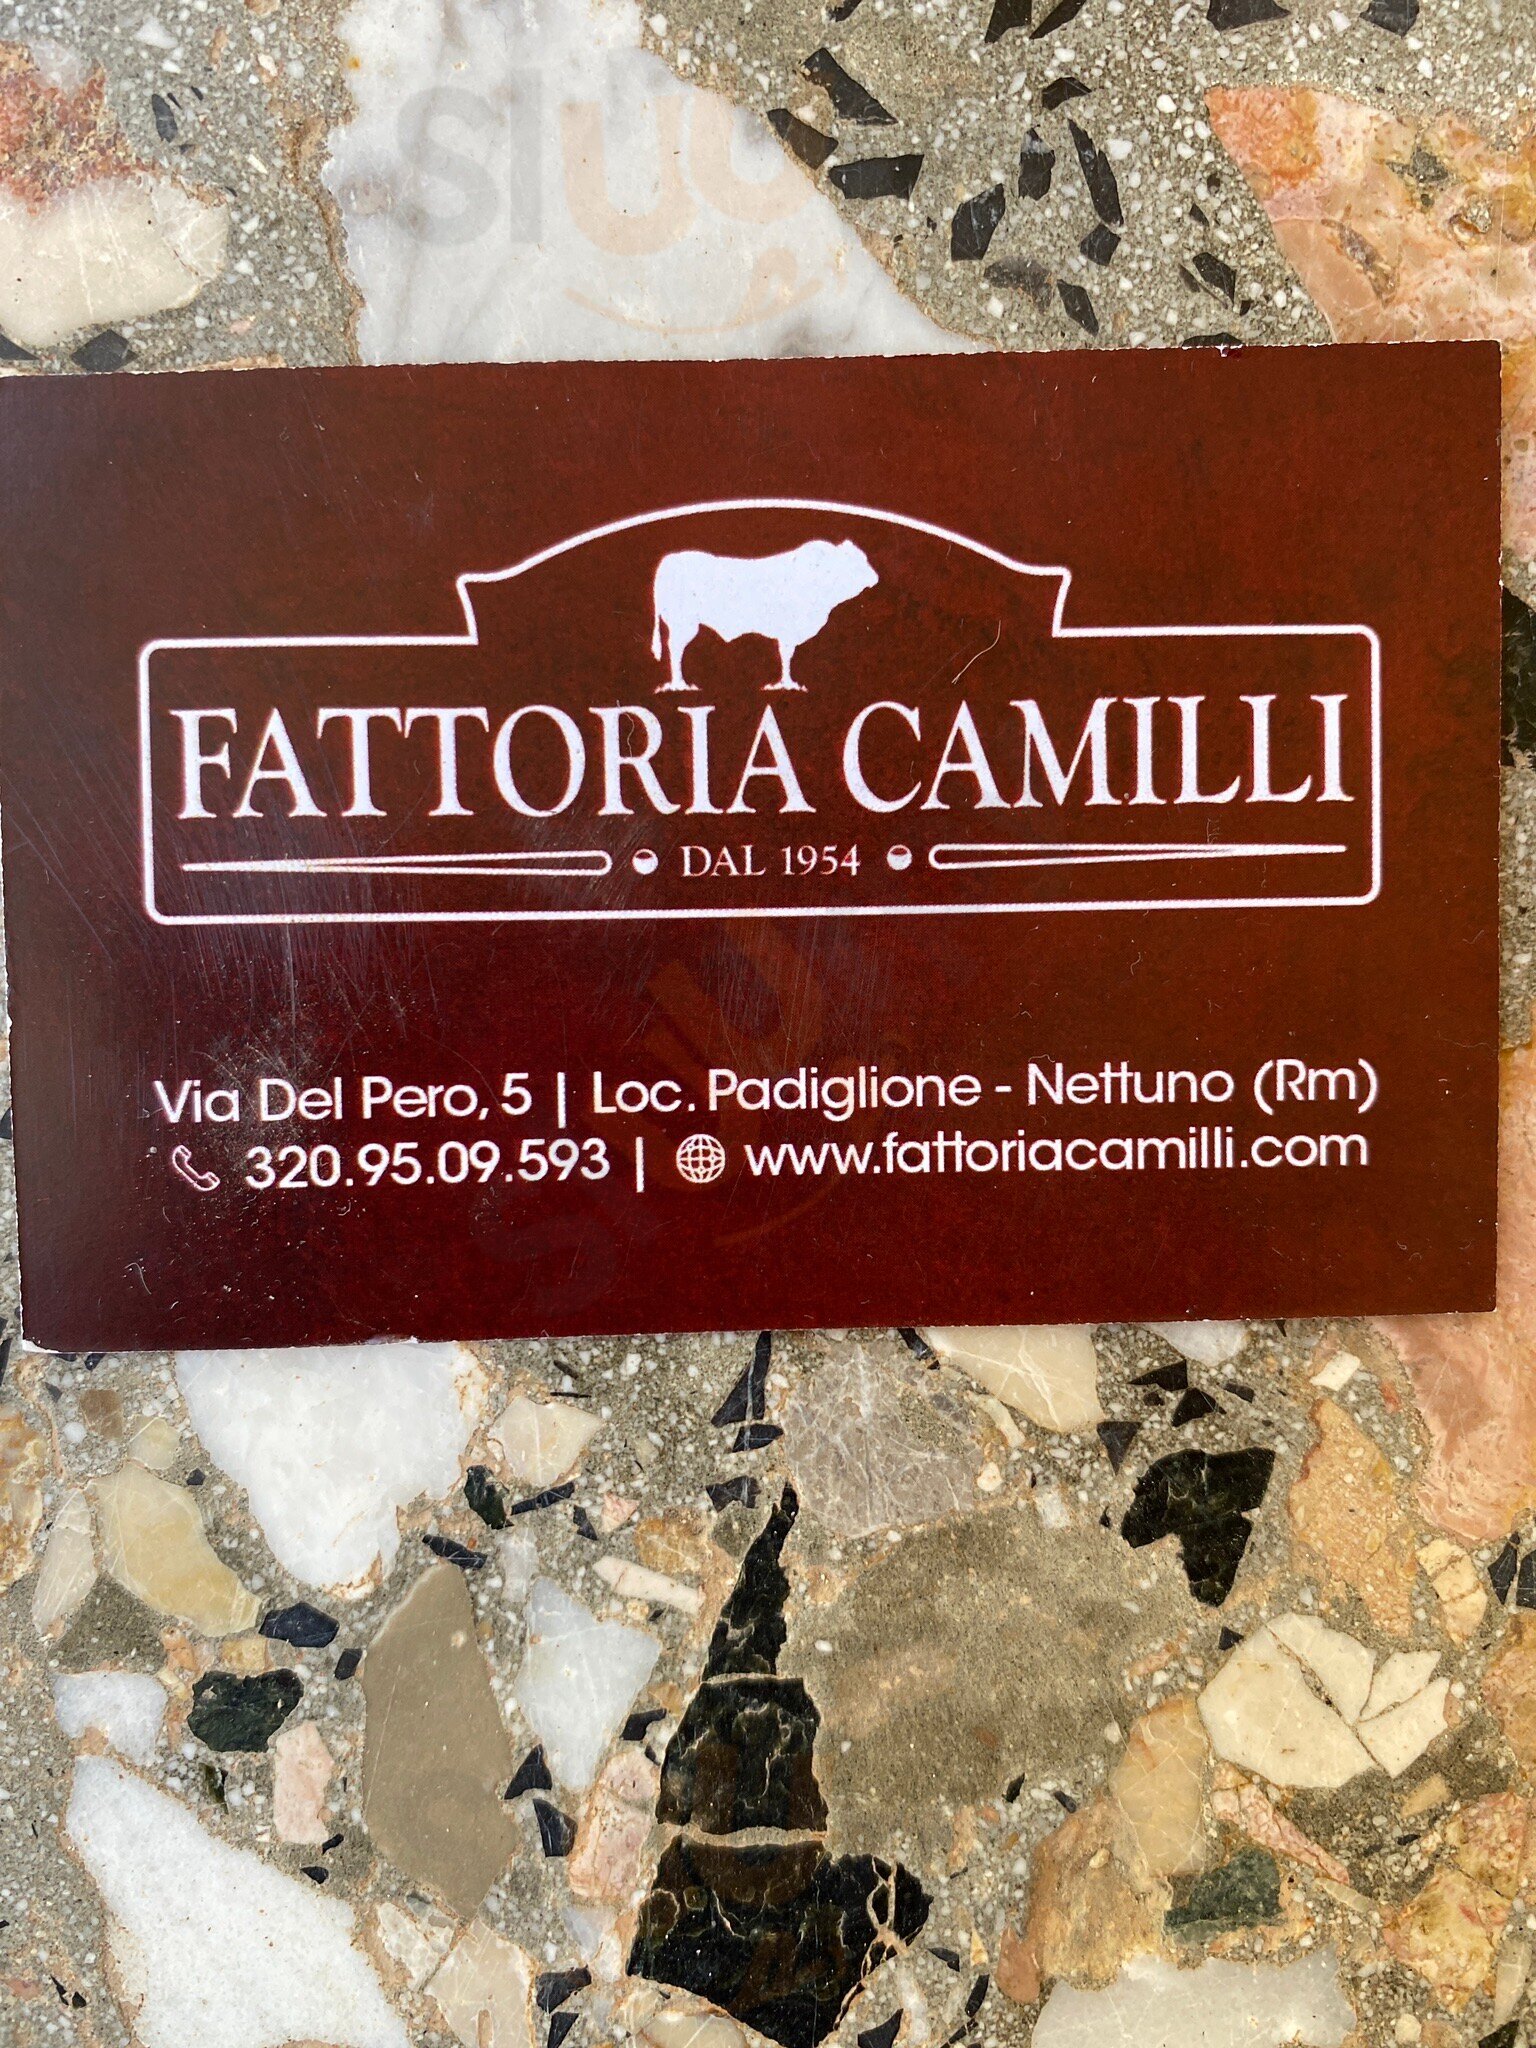 FATTORIA CAMILLI
DAL 1954
Via Del Pero, 5 | Loc. Padiglione - Nettuno (Rm)
320.95.09.593 | www.fattoriacamilli.com